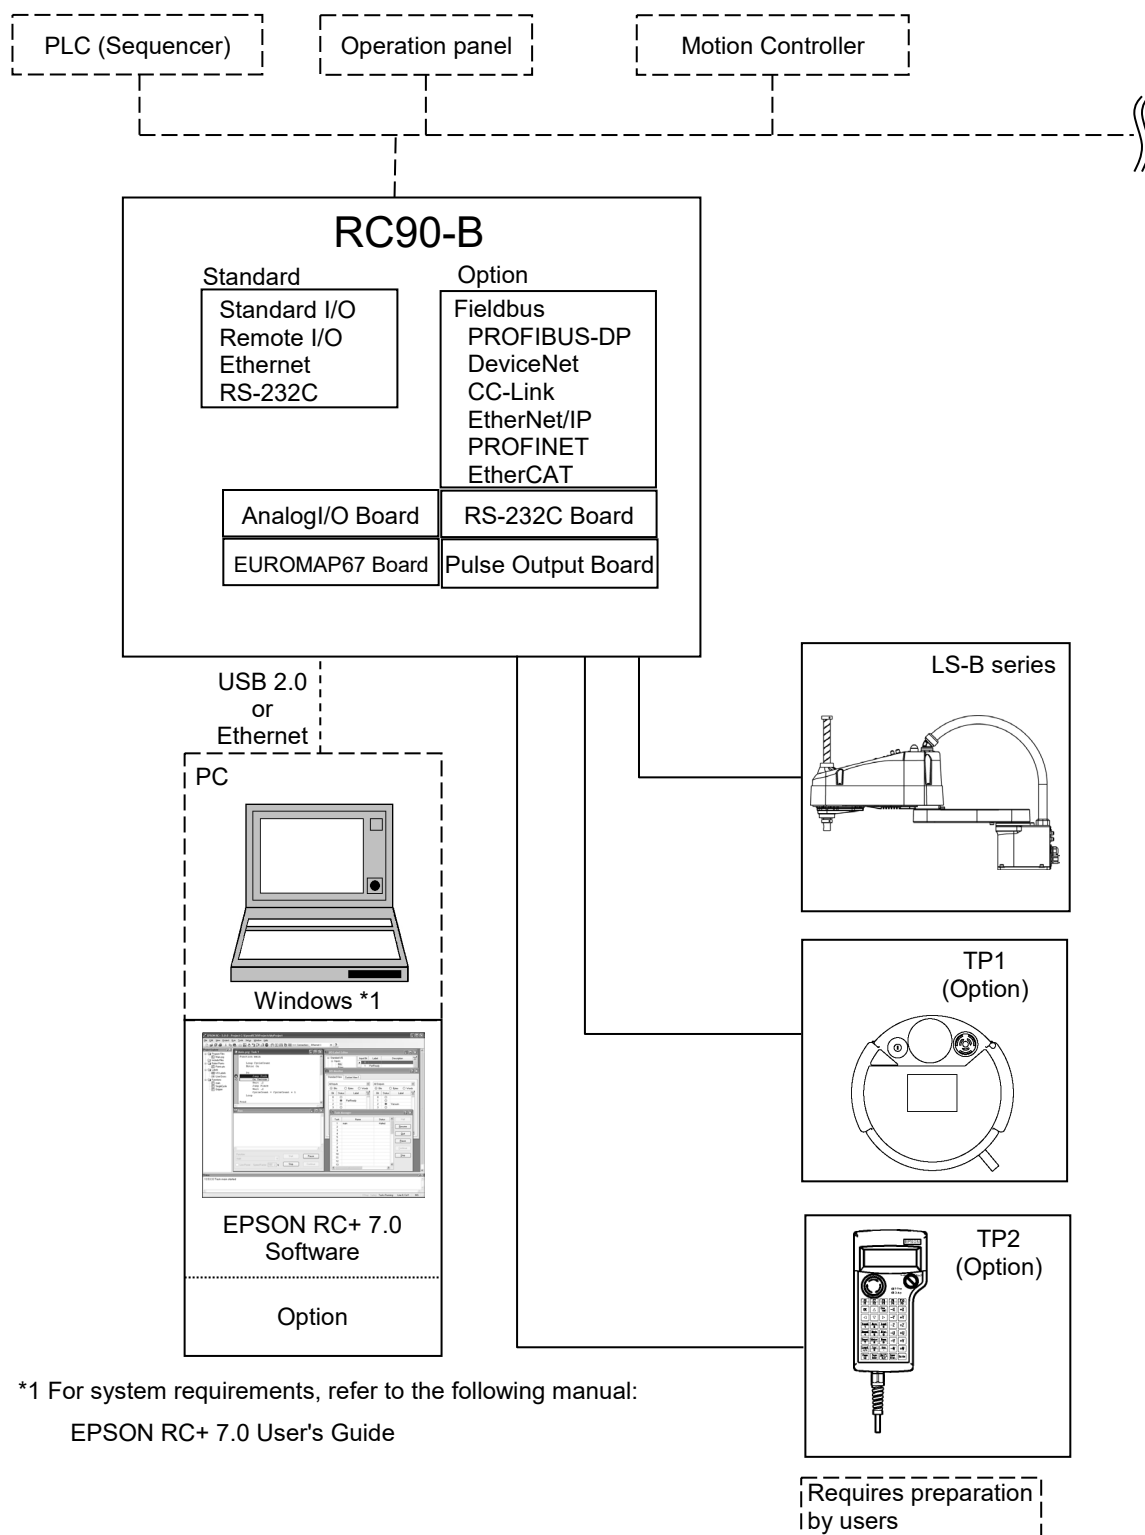 PLC (Sequencer)
Operation panel
Motion Controller
RC90-B
Standard
Standard I/O
Remote I/O
Ethernet
RS-232C
Option
Fieldbus
PROFIBUS-DP
DeviceNet
CC-Link
EtherNet/IP
PROFINET
EtherCAT
AnalogI/O Board
RS-232C Board
EUROMAP67 Board
Pulse Output Board
USB 2.0
or
Ethernet
PC
Windows *1
EPSON RC+ 7.0
Software
Option
LS-B series
TP1
(Option)
TP2
(Option)
*1 For system requirements, refer to the following manual:
EPSON RC+ 7.0 User's Guide
Requires preparation
by users